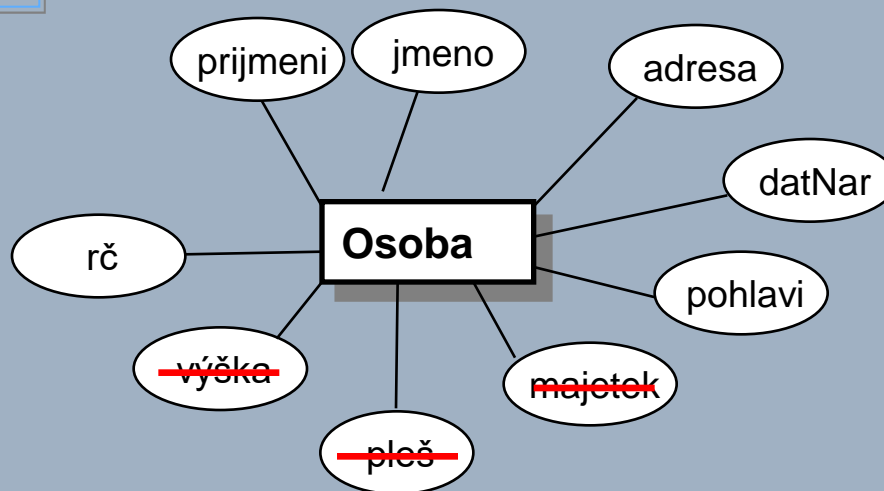 prijmeni
jmeno
adresa
datNar
Osoba
rč
pohlavi
výška
majetek
pleš